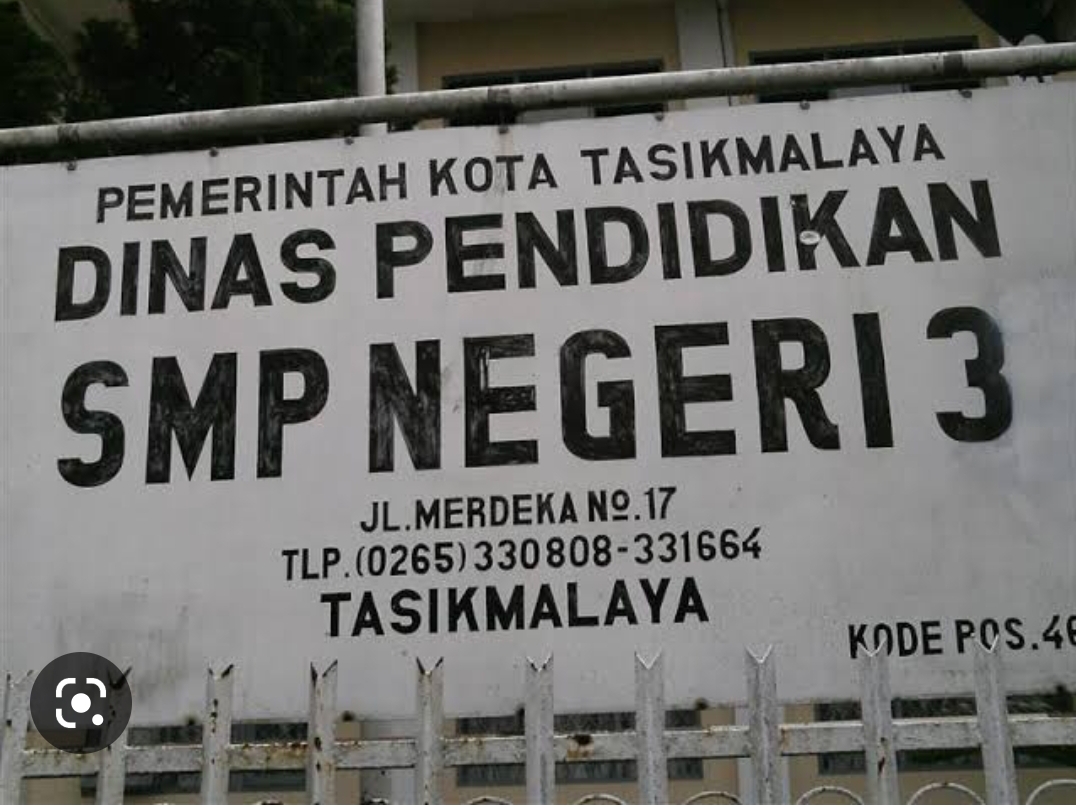 PEMERINTAH KOTA TASIKMALAYA
DINAS PENDIDIKAN
SMP NEGERI 3
JL.MERDEKA Nº.17
TLP.(0265)330808-331664
TASIKMALAYA
KODE POS.46